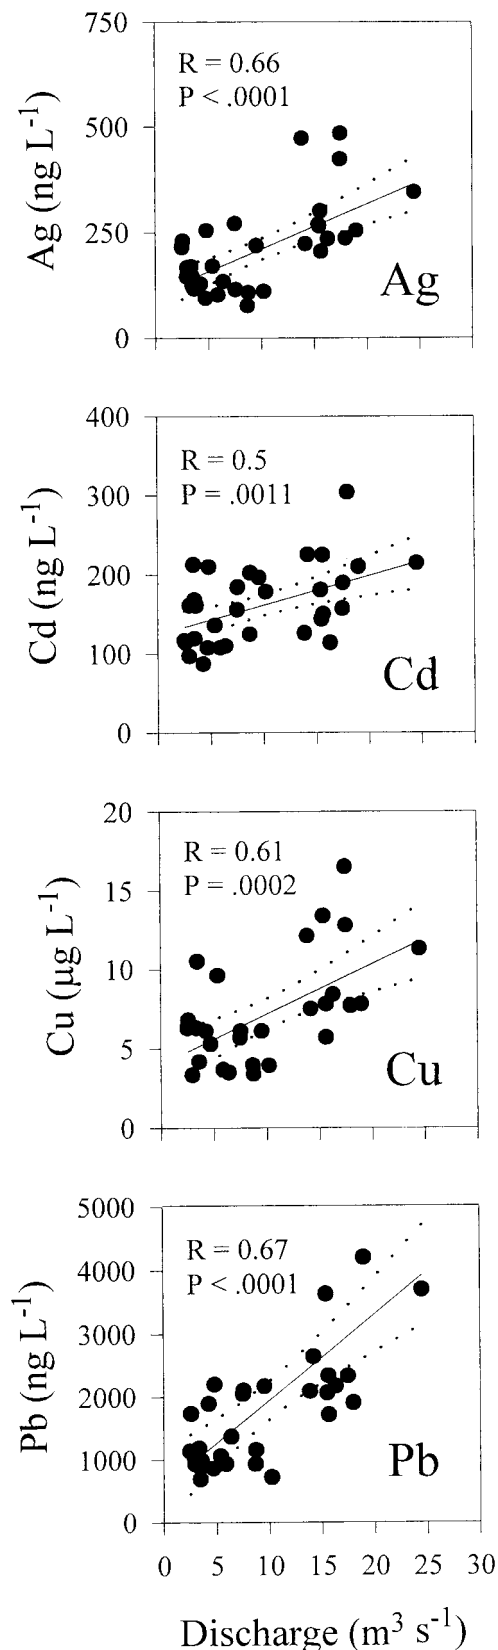 750
R = 0.66
P < .0001
500
Ag (ng L⁻¹)
250
Ag
0
400
R = 0.5
P = .0011
300
Cd (ng L⁻¹)
200
100
Cd
0
20
R = 0.61
P = .0002
15
Cu (µg L⁻¹)
10
5
Cu
0
5000
R = 0.67
P < .0001
4000
Pb (ng L⁻¹)
3000
2000
1000
Pb
0
0 5 10 15 20 25 30
Discharge (m³ s⁻¹)